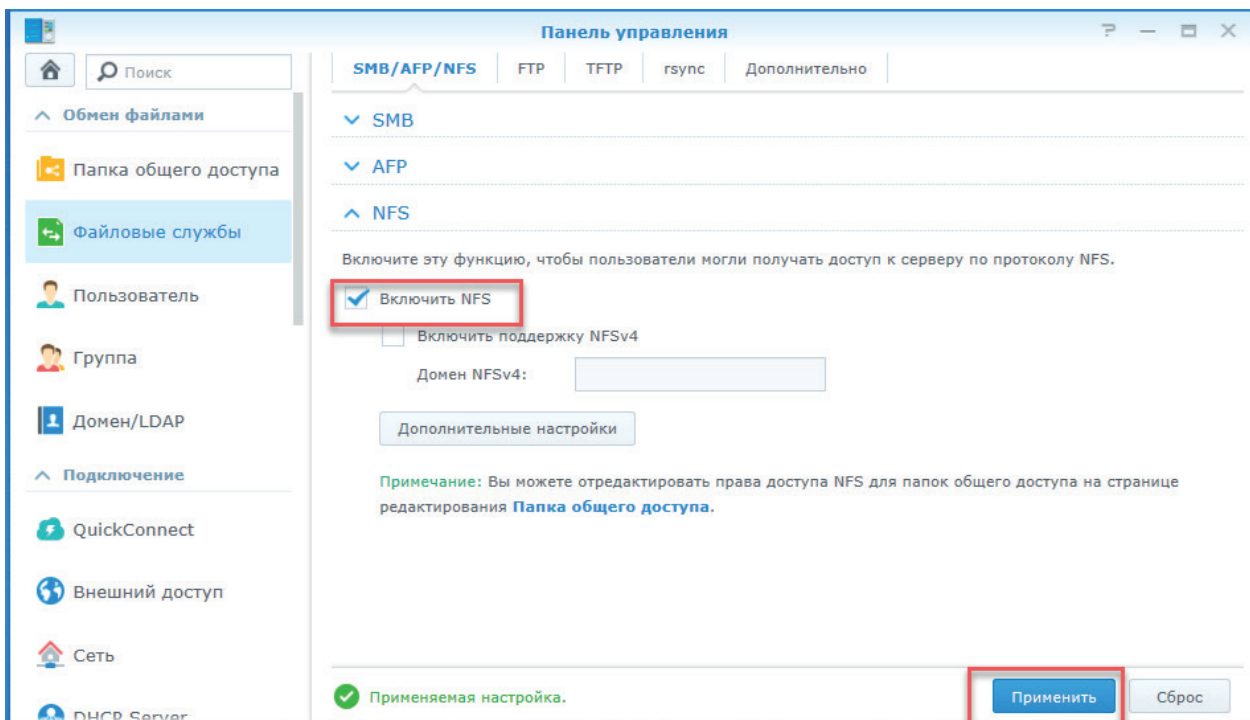 Панель управления
Поиск
Обмен файлами
Папка общего доступа
Файловые службы
Пользователь
Группа
Домен/LDAP
Подключение
QuickConnect
Внешний доступ
Сеть
DHCP Server
SMB/AFP/NFS FTP TFTP rsync Дополнительно
SMB
AFP
NFS
Включите эту функцию, чтобы пользователи могли получать доступ к серверу по протоколу NFS.
Включить NFS
Включить поддержку NFSv4
Домен NFSv4:
Дополнительные настройки
Примечание: Вы можете отредактировать права доступа NFS для папок общего доступа на странице
редактирования Папка общего доступа.
Применяемая настройка.
Применить Сброс